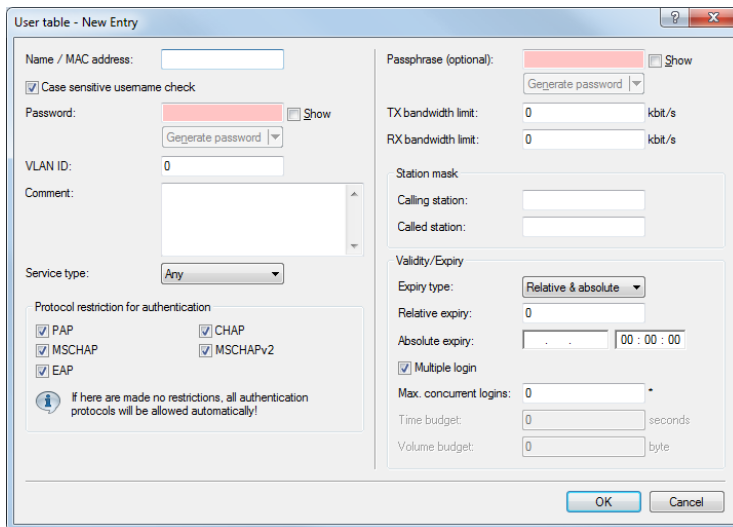 User table - New Entry
Name / MAC address:
Case sensitive username check
Password:
Show
Generate password
VLAN ID:
0
Comment:
Service type:
Any
Protocol restriction for authentication
PAP
CHAP
MSCHAP
MSCHAPv2
EAP
If here are made no restrictions, all authentication
protocols will be allowed automatically!
Passphrase (optional):
Show
Generate password
TX bandwidth limit:
0
kbit/s
RX bandwidth limit:
0
kbit/s
Station mask
Calling station:
Called station:
Validity/Expiry
Expiry type:
Relative & absolute
Relative expiry:
0
Absolute expiry:
. .
00 : 00 : 00
Multiple login
Max. concurrent logins:
0
*
Time budget:
0
seconds
Volume budget:
0
byte
OK
Cancel